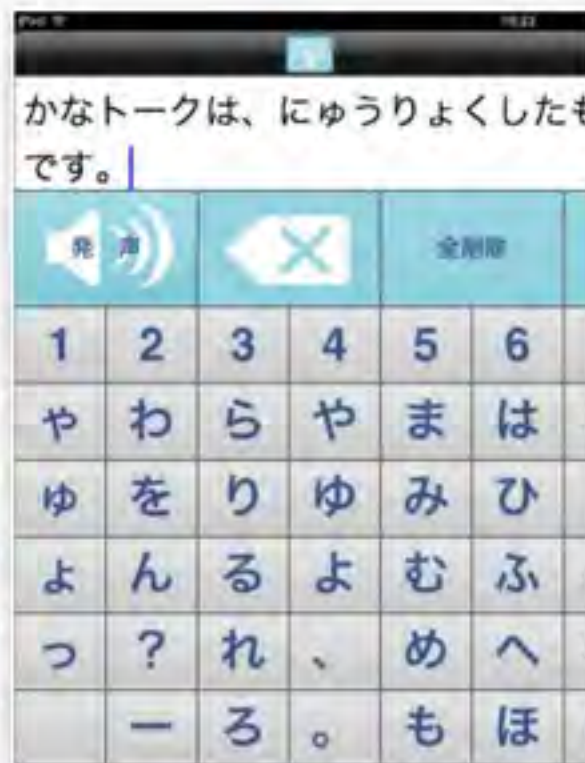 iPad
かなトークは、にゅうりょくしたも
です。
発声
全削除
1 2 3 4 5 6
ゃ わ ら や ま は
ゅ を り ゆ み ひ
ょ ん る よ む ふ
っ ? れ 、 め へ
ー ろ 。 も ほ